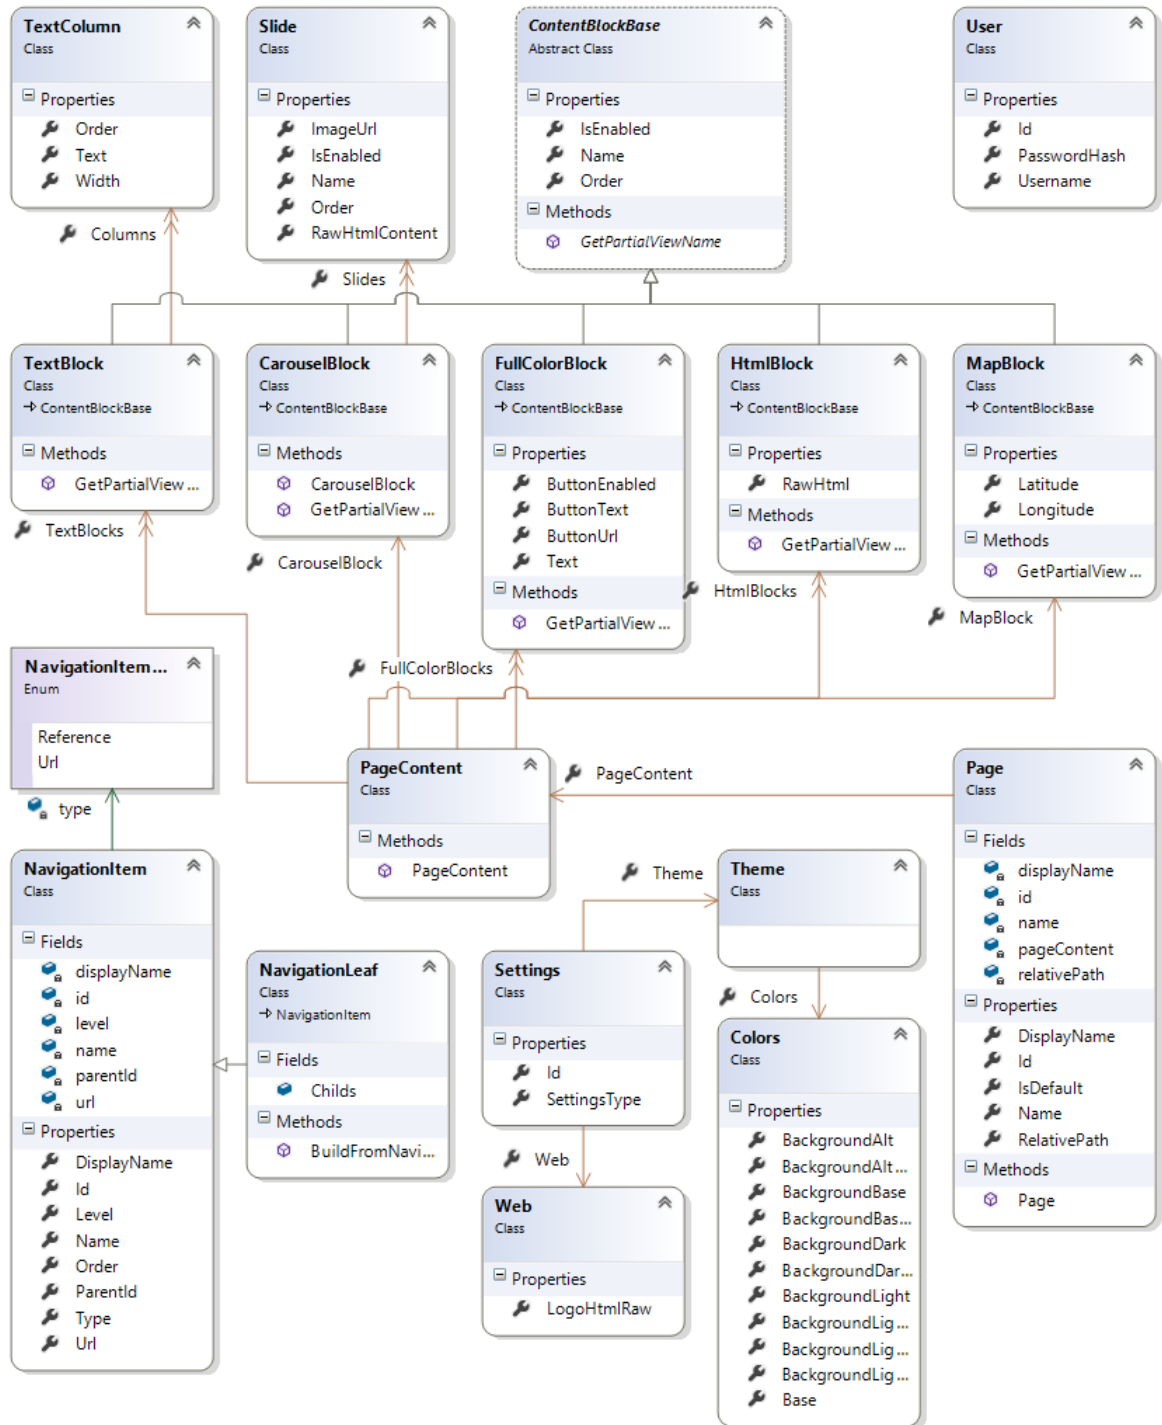 TextColumn
Class
Properties
Order
Text
Width
Slide
Class
Properties
ImageUrl
IsEnabled
Name
Order
RawHtmlContent
ContentBlockBase
Abstract Class
Properties
IsEnabled
Name
Order
Methods
GetPartialViewName
User
Class
Properties
Id
PasswordHash
Username
Columns
Slides
TextBlock
Class
ContentBlockBase
Methods
GetPartialView ...
CarouselBlock
Class
ContentBlockBase
Methods
CarouselBlock
GetPartialView ...
FullColorBlock
Class
ContentBlockBase
Properties
ButtonEnabled
ButtonText
ButtonUrl
Text
Methods
GetPartialView ...
HtmlBlock
Class
ContentBlockBase
Properties
RawHtml
Methods
GetPartialView ...
MapBlock
Class
ContentBlockBase
Properties
Latitude
Longitude
Methods
GetPartialView ...
TextBlocks
CarouselBlock
HtmlBlocks
MapBlock
FullColorBlocks
NavigationItem...
Enum
Reference
Url
type
PageContent
Class
Methods
PageContent
PageContent
Page
Class
Fields
displayName
id
name
pageContent
relativePath
Properties
DisplayName
Id
IsDefault
Name
RelativePath
Methods
Page
NavigationItem
Class
Fields
displayName
id
level
name
parentId
url
Properties
DisplayName
Id
Level
Name
Order
ParentId
Type
Url
NavigationLeaf
Class
NavigationItem
Fields
Childs
Methods
BuildFromNavi...
Theme
Theme
Class
Settings
Class
Properties
Id
SettingsType
Colors
Web
Web
Class
Properties
LogoHtmlRaw
Colors
Class
Properties
BackgroundAlt
BackgroundAlt...
BackgroundBase
BackgroundBas...
BackgroundDark
BackgroundDar...
BackgroundLight
BackgroundLig ...
BackgroundLig ...
BackgroundLig ...
Base